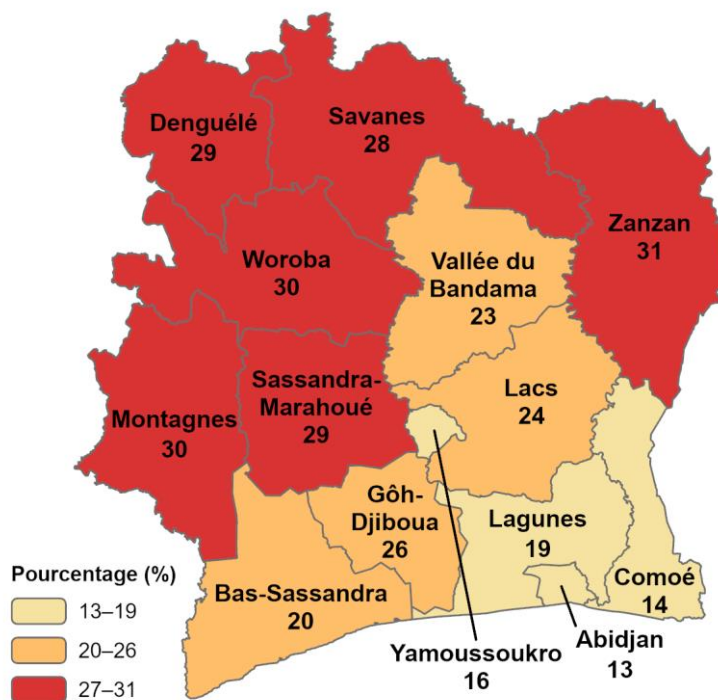 Denguélé
29
Savanes
28
Zanzan
31
Woroba
30
Vallée du
Bandama
23
Montagnes
30
Sassandra-
Marahoué
29
Lacs
24
Gôh-
Djiboua
26
Lagunes
19
Comoé
14
Bas-Sassandra
20
Yamoussoukro
16
Abidjan
13
Pourcentage (%)
13–19
20–26
27–31